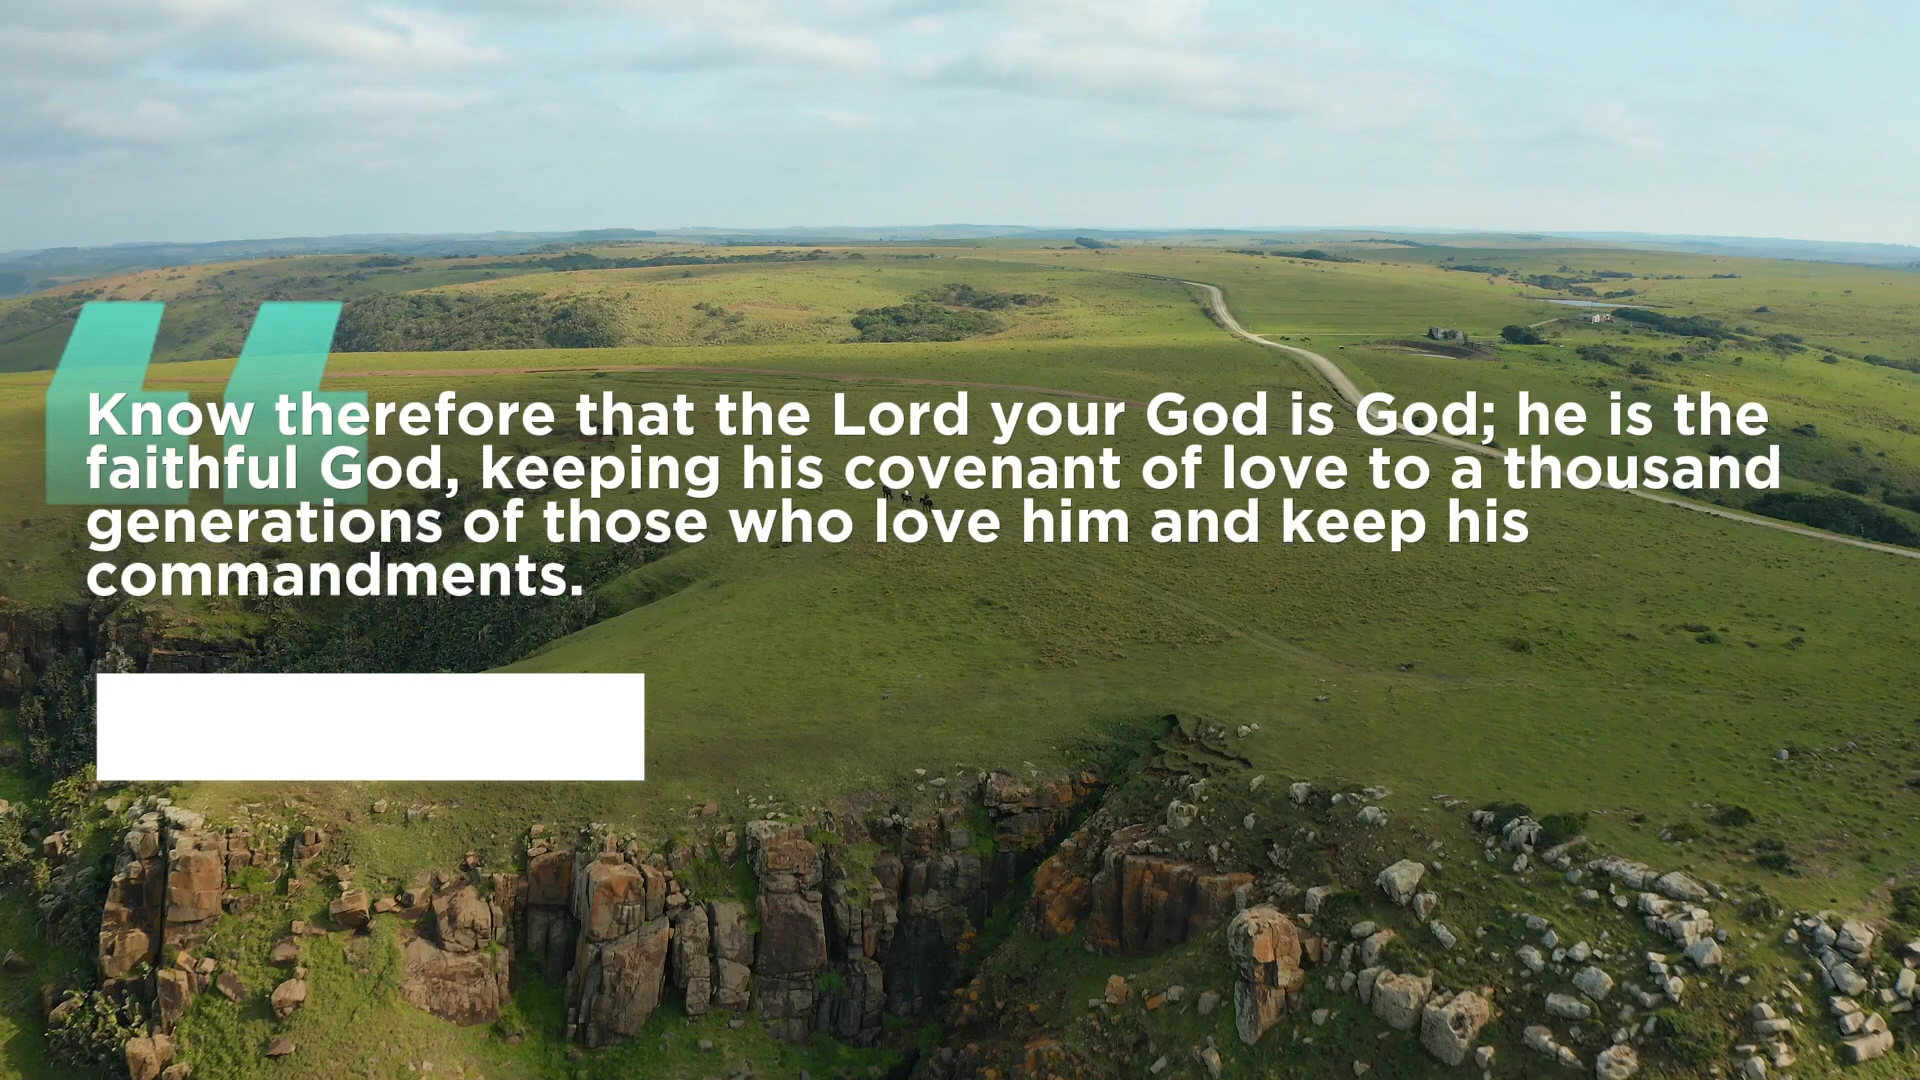 Know therefore that the Lord your God is God; he is the
faithful God, keeping his covenant of love to a thousand
generations of those who love him and keep his
commandments.